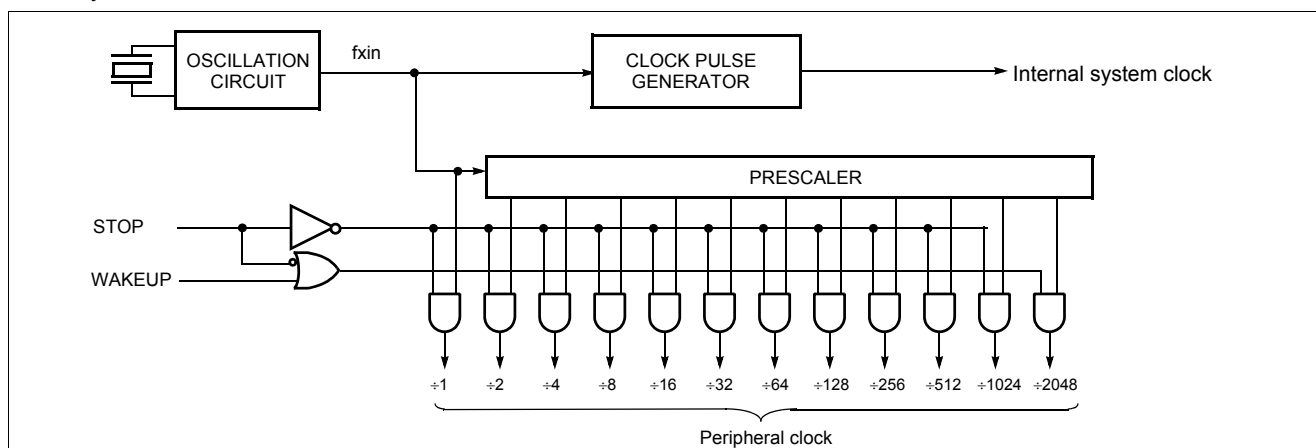 OSCILLATION
CIRCUIT
fxin
CLOCK PULSE
GENERATOR
Internal system clock
PRESCALER
STOP
WAKEUP
÷1 ÷2 ÷4 ÷8 ÷16 ÷32 ÷64 ÷128 ÷256 ÷512 ÷1024 ÷2048
Peripheral clock